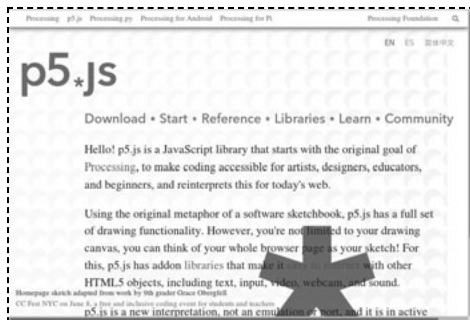 Processing p5.js Processing.py Processing for Android Processing for Pi Processing Foundation
EN ES 简体中文
p5.js
Download • Start • Reference • Libraries • Learn • Community
Hello! p5.js is a JavaScript library that starts with the original goal of
Processing, to make coding accessible for artists, designers, educators,
and beginners, and reinterprets this for today's web.
Using the original metaphor of a software sketchbook, p5.js has a full set
of drawing functionality. However, you're not limited to your drawing
canvas, you can think of your whole browser page as your sketch! For
this, p5.js has addon libraries that make it easy to interact with other
HTML5 objects, including text, input, video, webcam, and sound.
Homepage sketch adapted from work by 9th grader Grace Obergfell
CC Fest NYC on June 8, a free and inclusive coding event for students and teachers
p5.js is a new interpretation, not an emulation or port, and it is in active